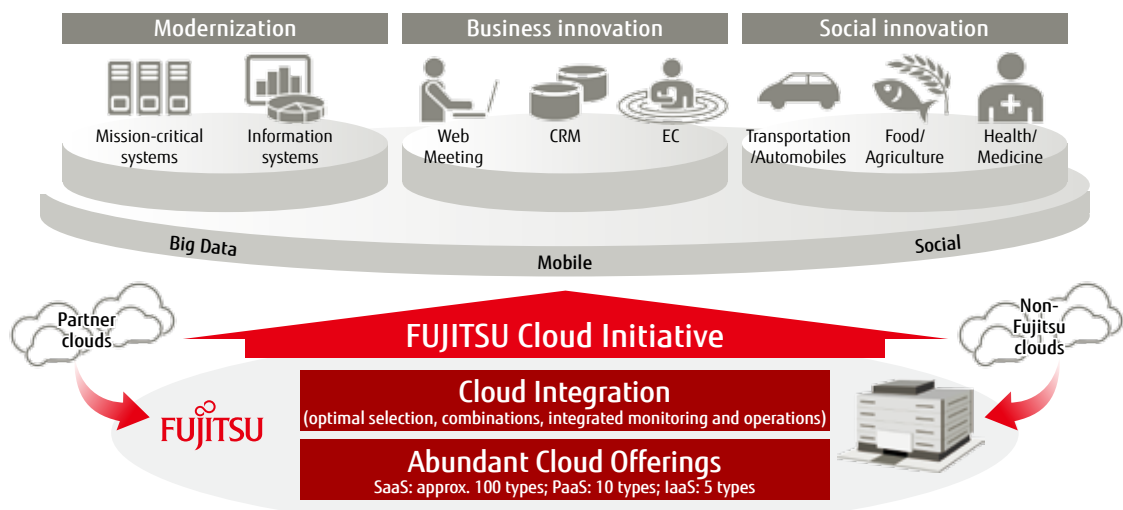 Modernization
Business innovation
Social innovation
Mission-critical
systems
Information
systems
Web
Meeting
CRM
EC
Transportation
/Automobiles
Food/
Agriculture
Health/
Medicine
Big Data
Mobile
Social
Partner
clouds
Non-
Fujitsu
clouds
FUJITSU Cloud Initiative
Cloud Integration
(optimal selection, combinations, integrated monitoring and operations)
FUJITSU
Abundant Cloud Offerings
SaaS: approx. 100 types; PaaS: 10 types; IaaS: 5 types